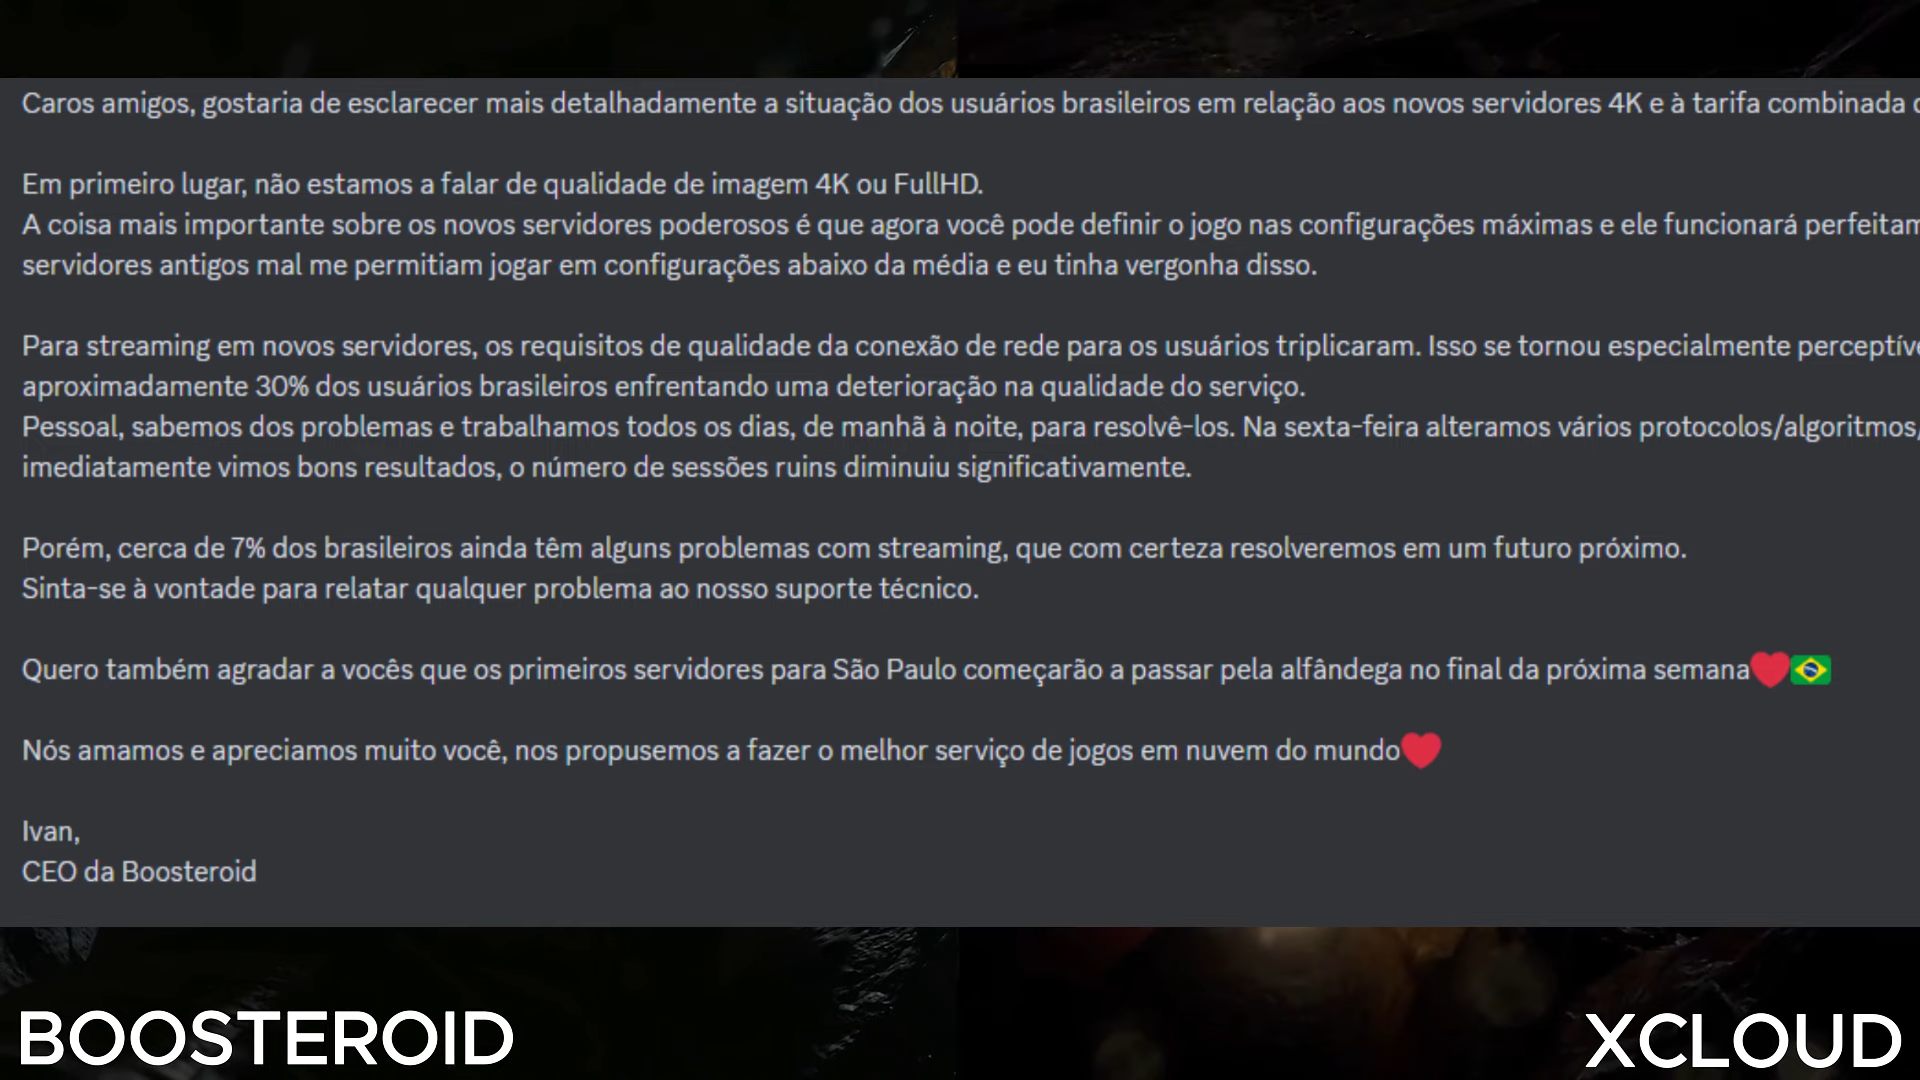 Caros amigos, gostaria de esclarecer mais detalhadamente a situação dos usuários brasileiros em relação aos novos servidores 4K e à tarifa combinada
Em primeiro lugar, não estamos a falar de qualidade de imagem 4K ou FullHD.
A coisa mais importante sobre os novos servidores poderosos é que agora você pode definir o jogo nas configurações máximas e ele funcionará
servidores antigos mal me permitiam jogar em configurações abaixo da média e eu tinha vergonha disso.
Para streaming em novos servidores, os requisitos de qualidade da conexão de rede para os usuários triplicaram. Isso se tornou especialmente
aproximadamente 30% dos usuários brasileiros enfrentando uma deterioração na qualidade do serviço.
Pessoal, sabemos dos problemas e trabalhamos todos os dias, de manhã à noite, para resolvê-los. Na sexta-feira alteramos vários protocolos/algoritmos/
imediatamente vimos bons resultados, o número de sessões ruins diminuiu significativamente.
Porém, cerca de 7% dos brasileiros ainda têm alguns problemas com streaming, que com certeza resolveremos em um futuro próximo.
Sinta-se à vontade para relatar qualquer problema ao nosso suporte técnico.
Quero também agradar a vocês que os primeiros servidores para São Paulo começarão a passar pela alfândega no final da próxima semana❤️🇧🇷
Nós amamos e apreciamos muito você, nos propusemos a fazer o melhor serviço de jogos em nuvem do mundo❤️
Ivan,
CEO da Boosteroid
BOOSTEROID
XCLOUD